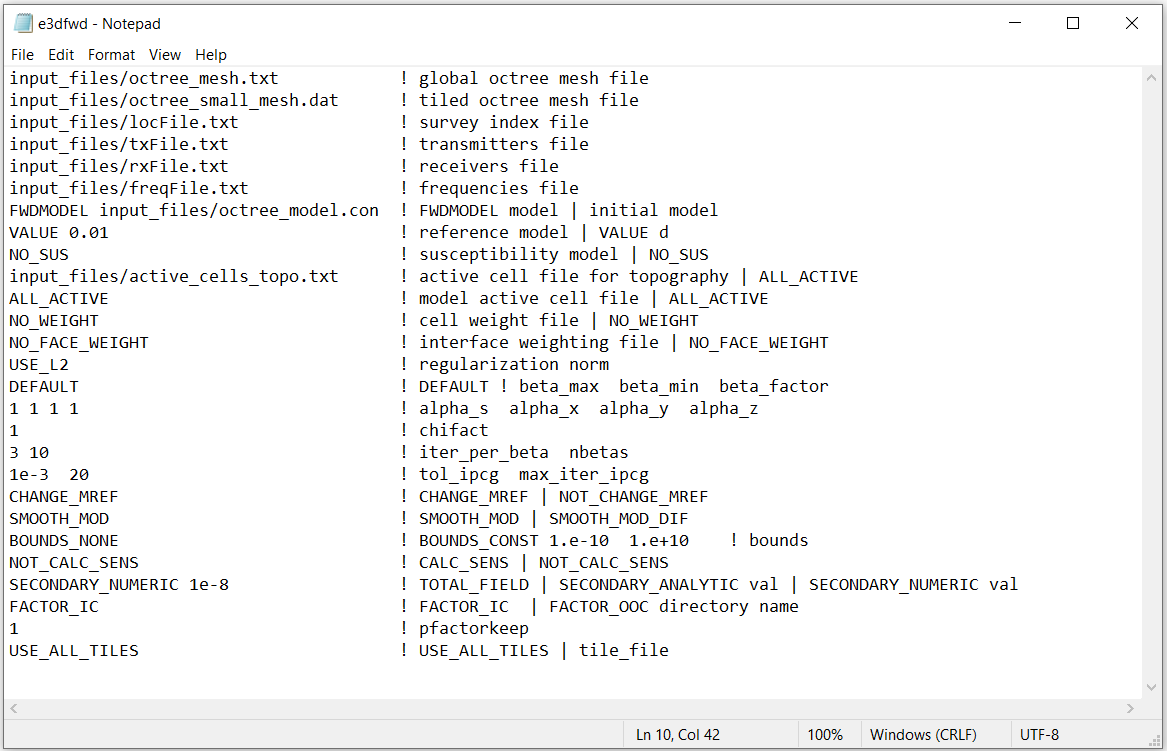 e3dfwd - Notepad
File Edit Format View Help
input_files/octree_mesh.txt ! global octree mesh file
input_files/octree_small_mesh.dat ! tiled octree mesh file
input_files/locFile.txt ! survey index file
input_files/txFile.txt ! transmitters file
input_files/rxFile.txt ! receivers file
input_files/freqFile.txt ! frequencies file
FWDMODEL input_files/octree_model.con ! FWDMODEL model | initial model
VALUE 0.01 ! reference model | VALUE d
NO_SUS ! susceptibility model | NO_SUS
input_files/active_cells_topo.txt ! active cell file for topography | ALL_ACTIVE
ALL_ACTIVE ! model active cell file | ALL_ACTIVE
NO_WEIGHT ! cell weight file | NO_WEIGHT
NO_FACE_WEIGHT ! interface weighting file | NO_FACE_WEIGHT
USE_L2 ! regularization norm
DEFAULT ! DEFAULT ! beta_max beta_min beta_factor
1 1 1 1 ! alpha_s alpha_x alpha_y alpha_z
1 ! chifact
3 10 ! iter_per_beta nbetas
1e-3 20 ! tol_ipcg max_iter_ipcg
CHANGE_MREF ! CHANGE_MREF | NOT_CHANGE_MREF
SMOOTH_MOD ! SMOOTH_MOD | SMOOTH_MOD_DIF
BOUNDS_NONE ! BOUNDS_CONST 1.e-10 1.e+10 ! bounds
NOT_CALC_SENS ! CALC_SENS | NOT_CALC_SENS
SECONDARY_NUMERIC 1e-8 ! TOTAL_FIELD | SECONDARY_ANALYTIC val | SECONDARY_NUMERIC val
FACTOR_IC ! FACTOR_IC | FACTOR_OOC directory name
1 ! pfactorkeep
USE_ALL_TILES ! USE_ALL_TILES | tile_file
Ln 10, Col 42 100% Windows (CRLF) UTF-8